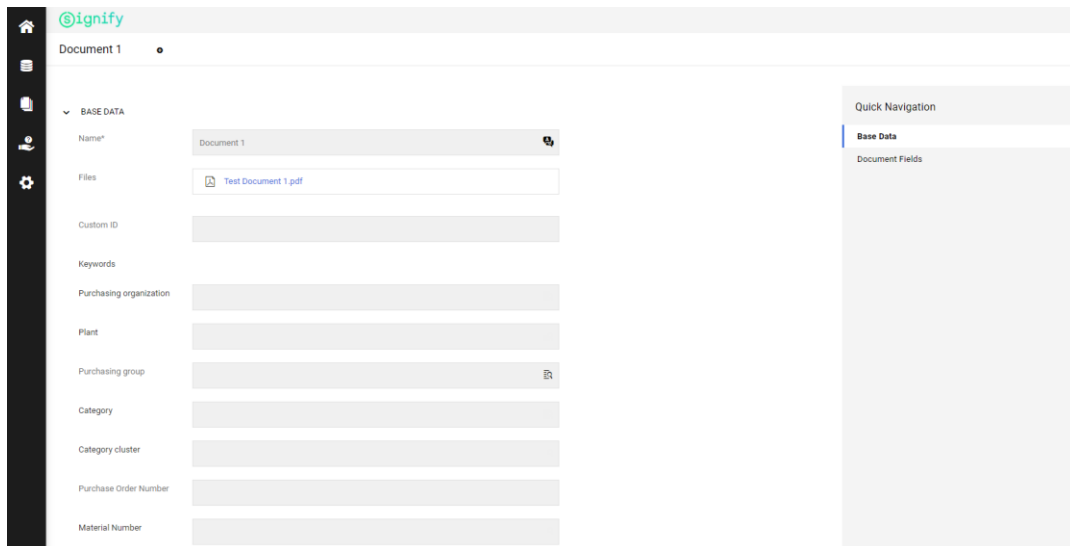 Signify
Document 1
BASE DATA
Name*
Document 1
Files
Test Document 1.pdf
Custom ID
Keywords
Purchasing organization
Plant
Purchasing group
Category
Category cluster
Purchase Order Number
Material Number
Quick Navigation
Base Data
Document Fields